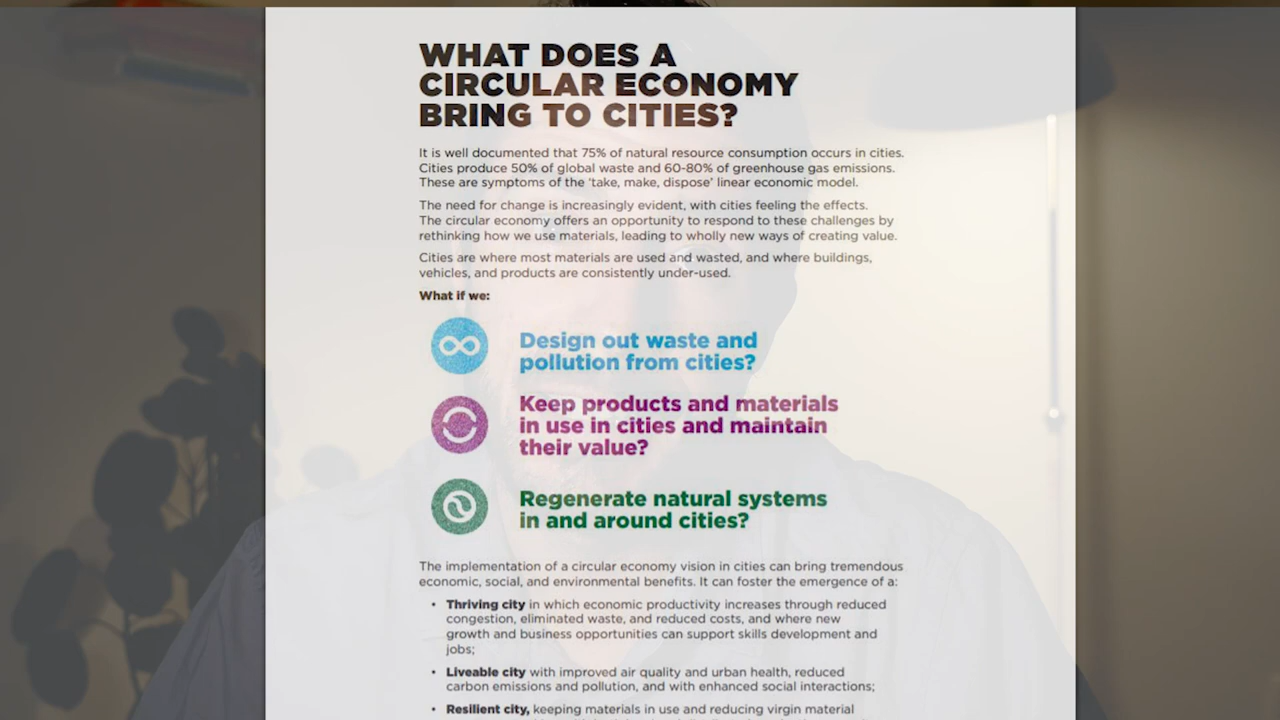 WHAT DOES A
CIRCULAR ECONOMY
BRING TO CITIES?
It is well documented that 75% of natural resource consumption occurs in cities.
Cities produce 50% of global waste and 60-80% of greenhouse gas emissions.
These are symptoms of the ‘take, make, dispose’ linear economic model.
The need for change is increasingly evident, with cities feeling the effects.
The circular economy offers an opportunity to respond to these challenges by
rethinking how we use materials, leading to wholly new ways of creating value.
Cities are where most materials are used and wasted, and where buildings,
vehicles, and products are consistently under-used.
What if we:
Design out waste and
pollution from cities?
Keep products and materials
in use in cities and maintain
their value?
Regenerate natural systems
in and around cities?
The implementation of a circular economy vision in cities can bring tremendous
economic, social, and environmental benefits. It can foster the emergence of a:
• Thriving city in which economic productivity increases through reduced
congestion, eliminated waste, and reduced costs, and where new
growth and business opportunities can support skills development and
jobs;
• Liveable city with improved air quality and urban health, reduced
carbon emissions and pollution, and with enhanced social interactions;
• Resilient city, keeping materials in use and reducing virgin material